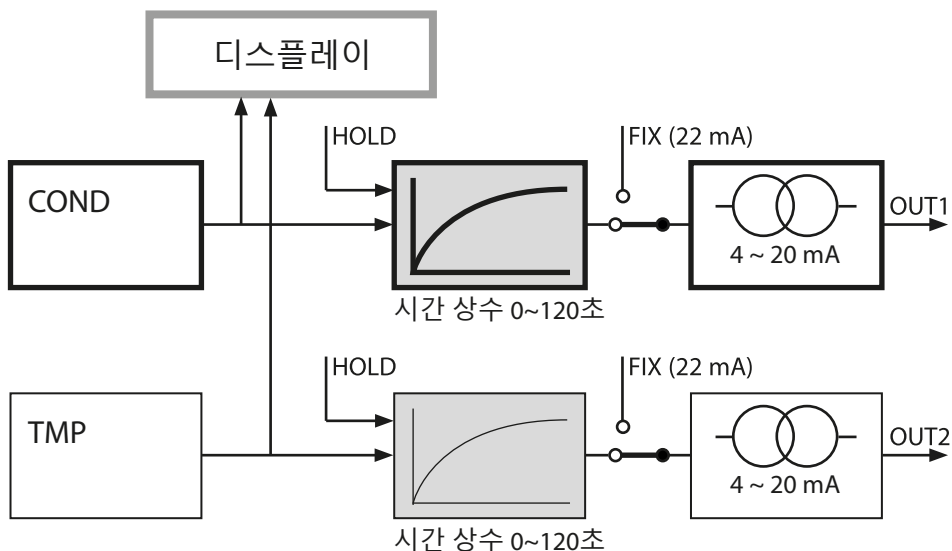 디스플레이
HOLD
FIX (22 mA)
COND
OUT1
4 ~ 20 mA
시간 상수 0~120초
HOLD
FIX (22 mA)
TMP
OUT2
4 ~ 20 mA
시간 상수 0~120초